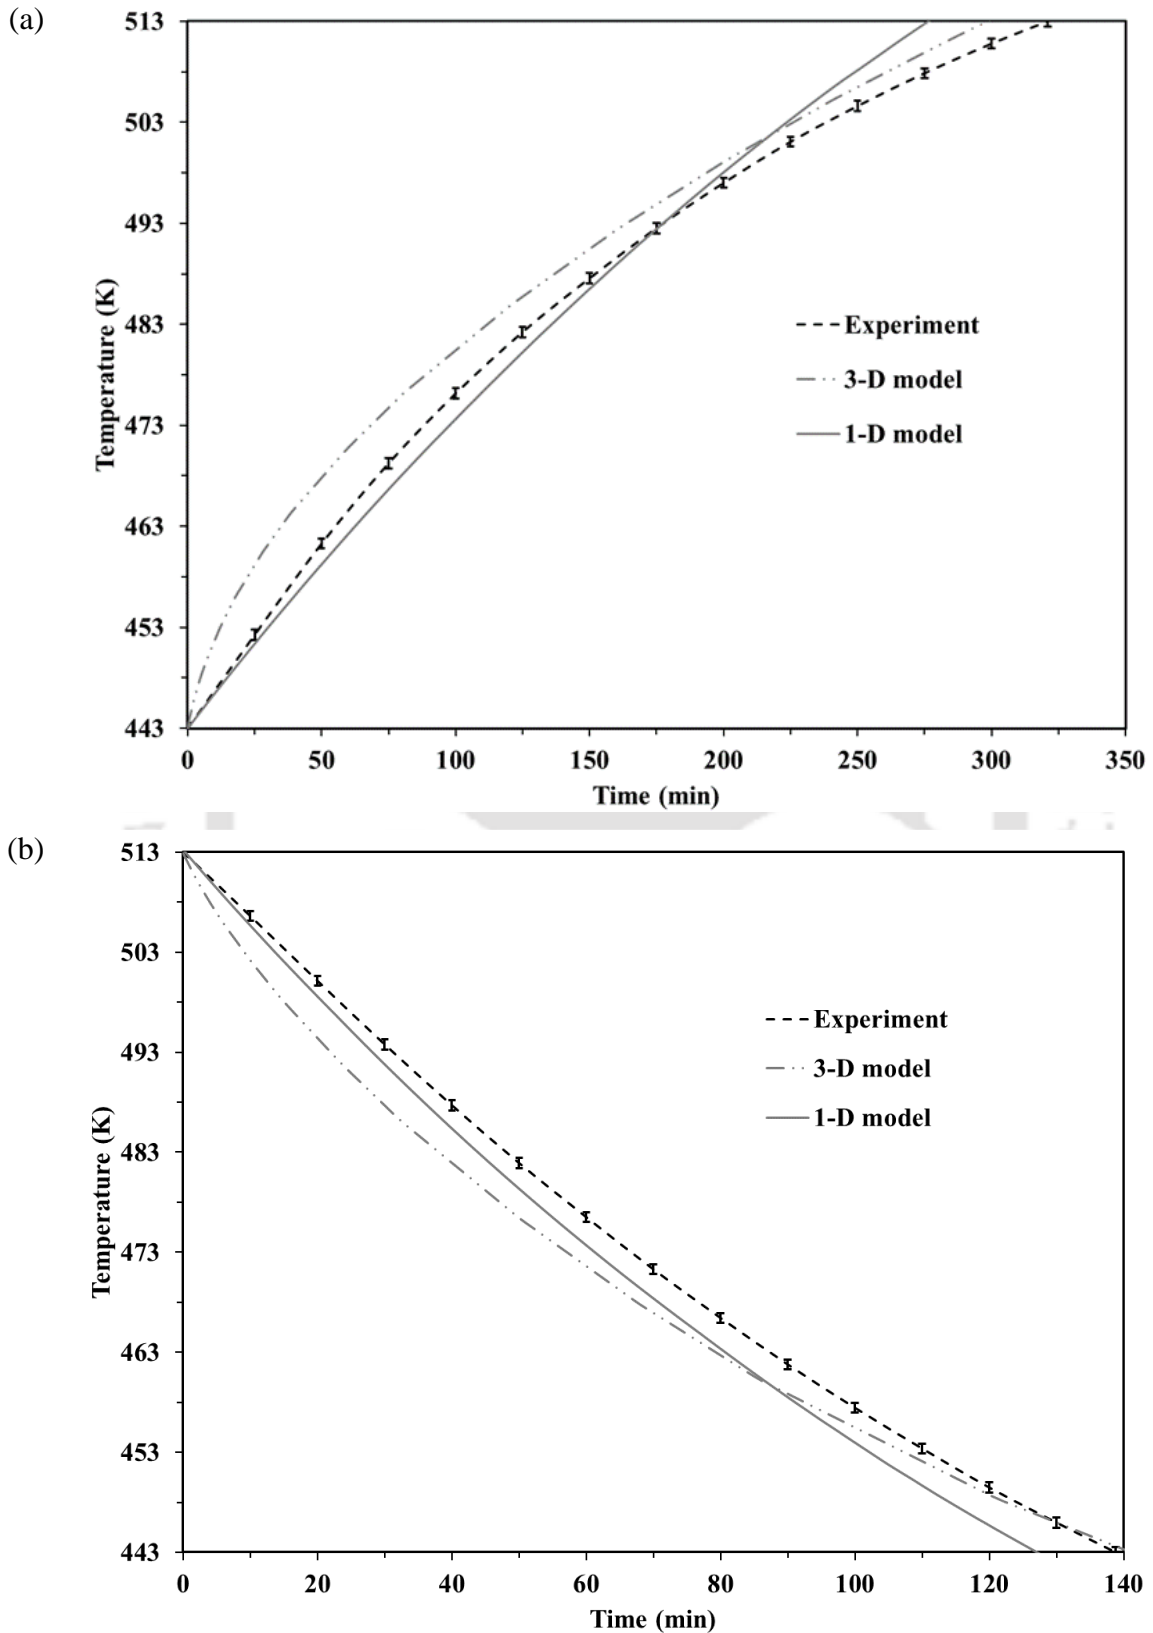 (a)
513
503
493
483
473
463
453
443
Temperature (K)
Experiment
3-D model
1-D model
0 50 100 150 200 250 300 350
Time (min)
(b)
513
503
493
483
473
463
453
443
Temperature (K)
Experiment
3-D model
1-D model
0 20 40 60 80 100 120 140
Time (min)